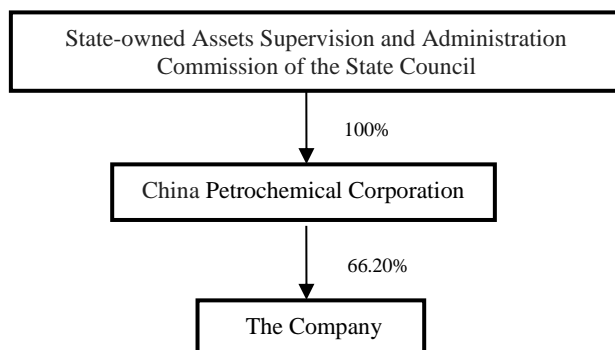 State-owned Assets Supervision and Administration
Commission of the State Council
100%
China Petrochemical Corporation
66.20%
The Company